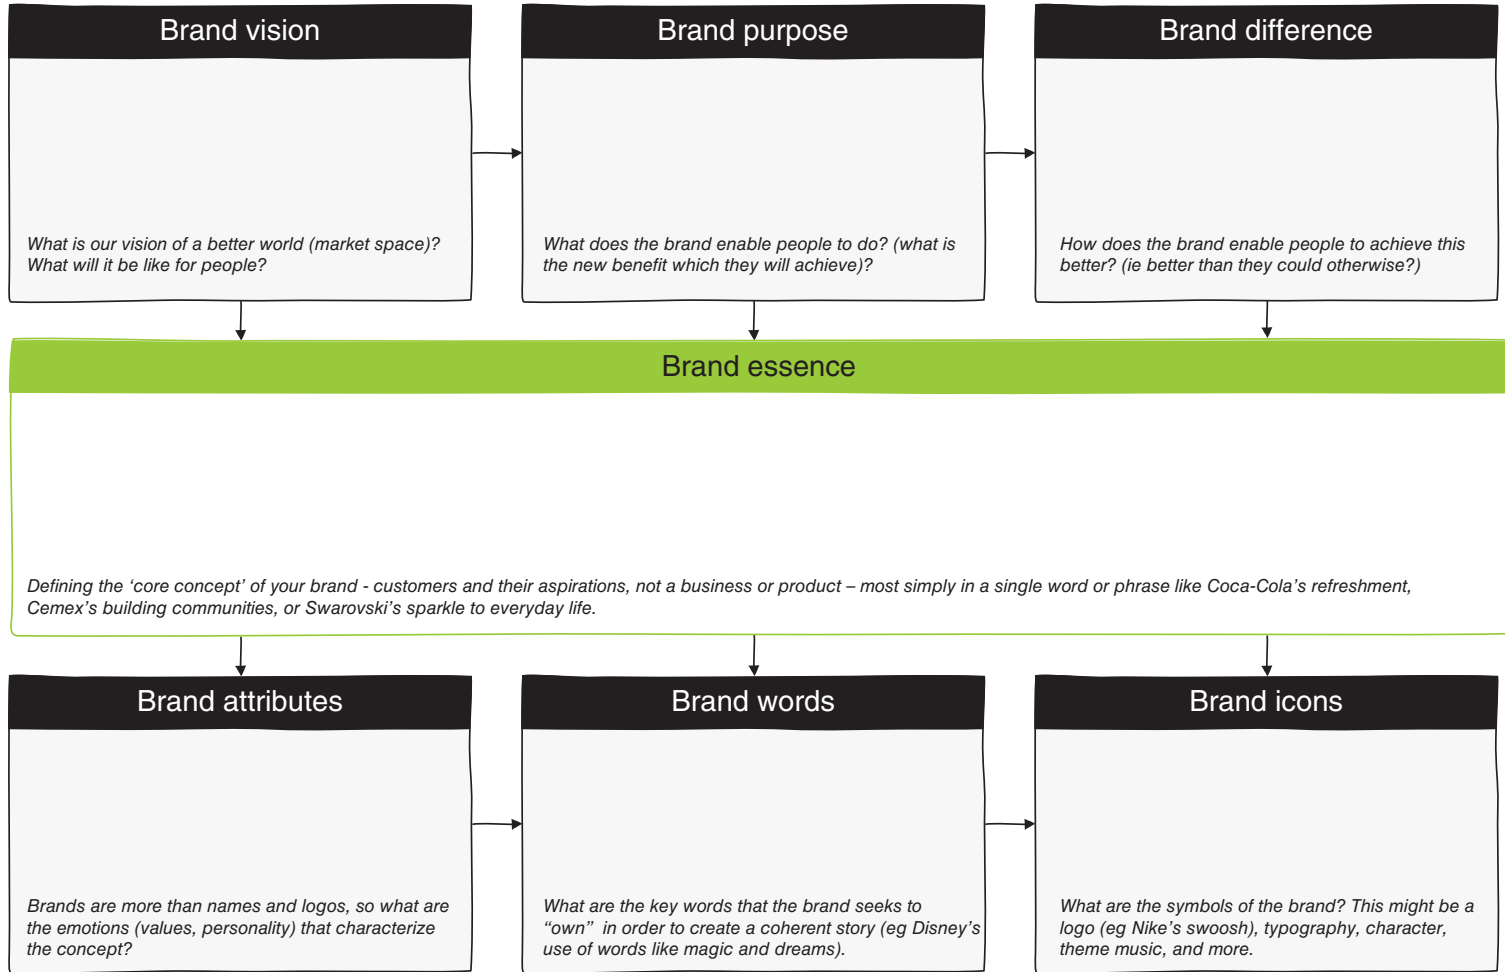 Brand vision
Brand purpose
Brand difference
What is our vision of a better world (market space)?
What will it be like for people?
What does the brand enable people to do? (what is
the new benefit which they will achieve)?
How does the brand enable people to achieve this
better? (ie better than they could otherwise?)
Brand essence
Defining the ‘core concept’ of your brand - customers and their aspirations, not a business or product – most simply in a single word or phrase like Coca-Cola’s refreshment,
Cemex’s building communities, or Swarovski’s sparkle to everyday life.
Brand attributes
Brand words
Brand icons
Brands are more than names and logos, so what are
the emotions (values, personality) that characterize
the concept?
What are the key words that the brand seeks to
“own” in order to create a coherent story (eg Disney’s
use of words like magic and dreams).
What are the symbols of the brand? This might be a
logo (eg Nike’s swoosh), typography, character,
theme music, and more.